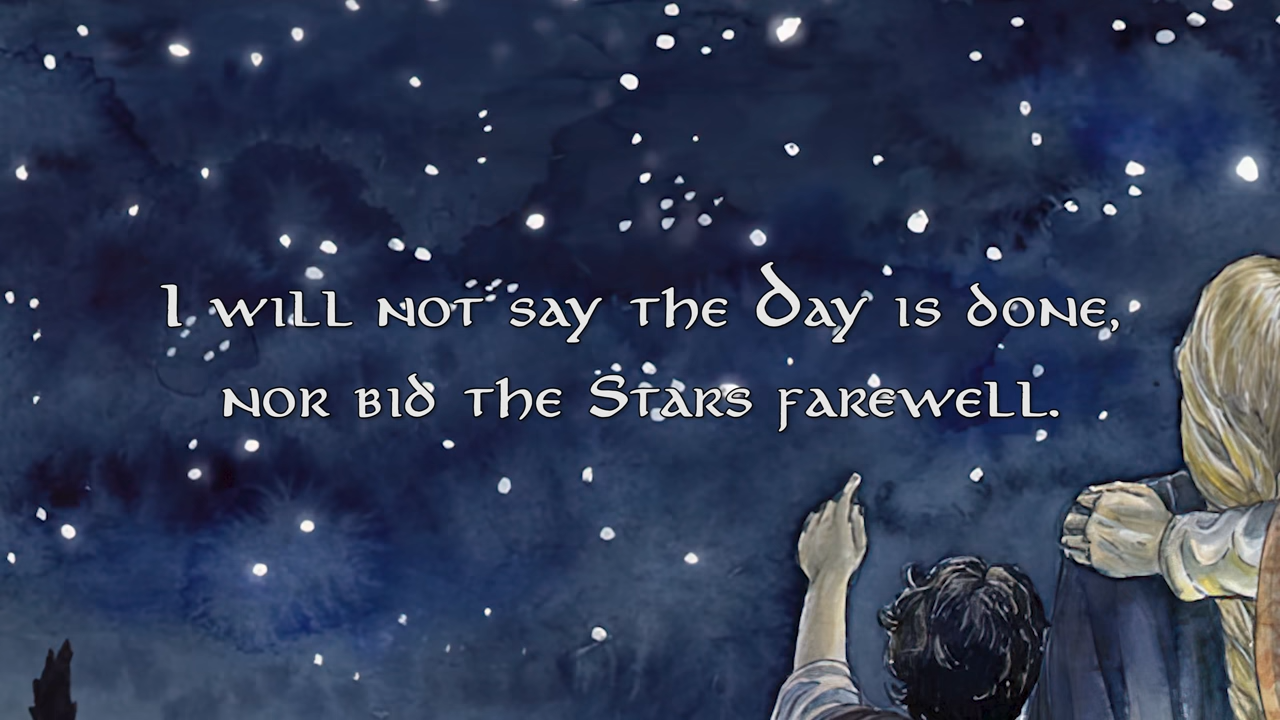 I will not say the Day is done,
nor bid the Stars farewell.